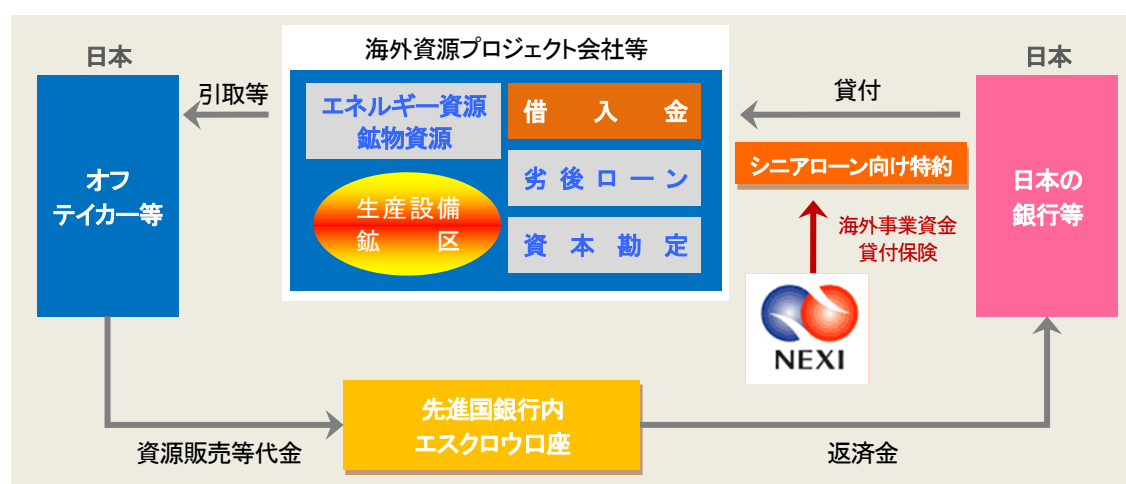 海外資源プロジェクト会社等
日本
日本
引取等
貸付
エネルギー資源
鉱物資源
借入金
シニアローン向け特約
オフ
テイカー等
劣後ローン
日本の
銀行等
生産設備
鉱区
資本勘定
海外事業資金
貸付保険
NEXI
先進国銀行内
エスクロウ口座
資源販売等代金
返済金